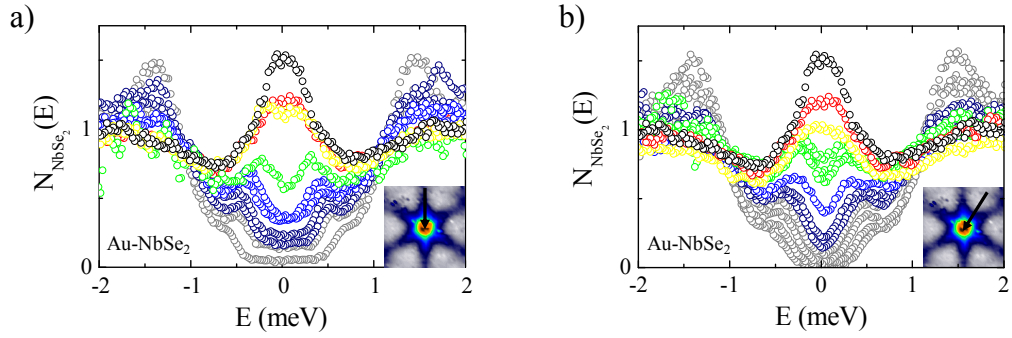 a)
N_NbSe₂(E)
1
0
-2
-1
0
1
2
E (meV)
Au-NbSe₂
b)
N_NbSe₂(E)
1
0
-2
-1
0
1
2
E (meV)
Au-NbSe₂